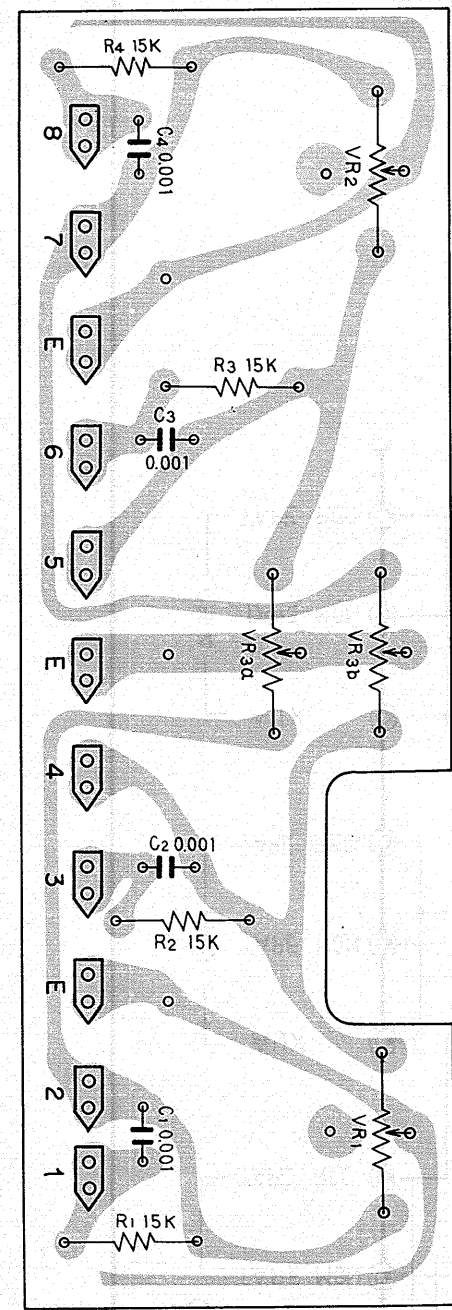 R4 15K
C4 0.001
VR2
8
7
E
R3 15K
C3
0.001
6
5
E
VR3a
VR3b
4
C2 0.001
3
R2 15K
E
2
C1 0.001
VR1
1
R1 15K